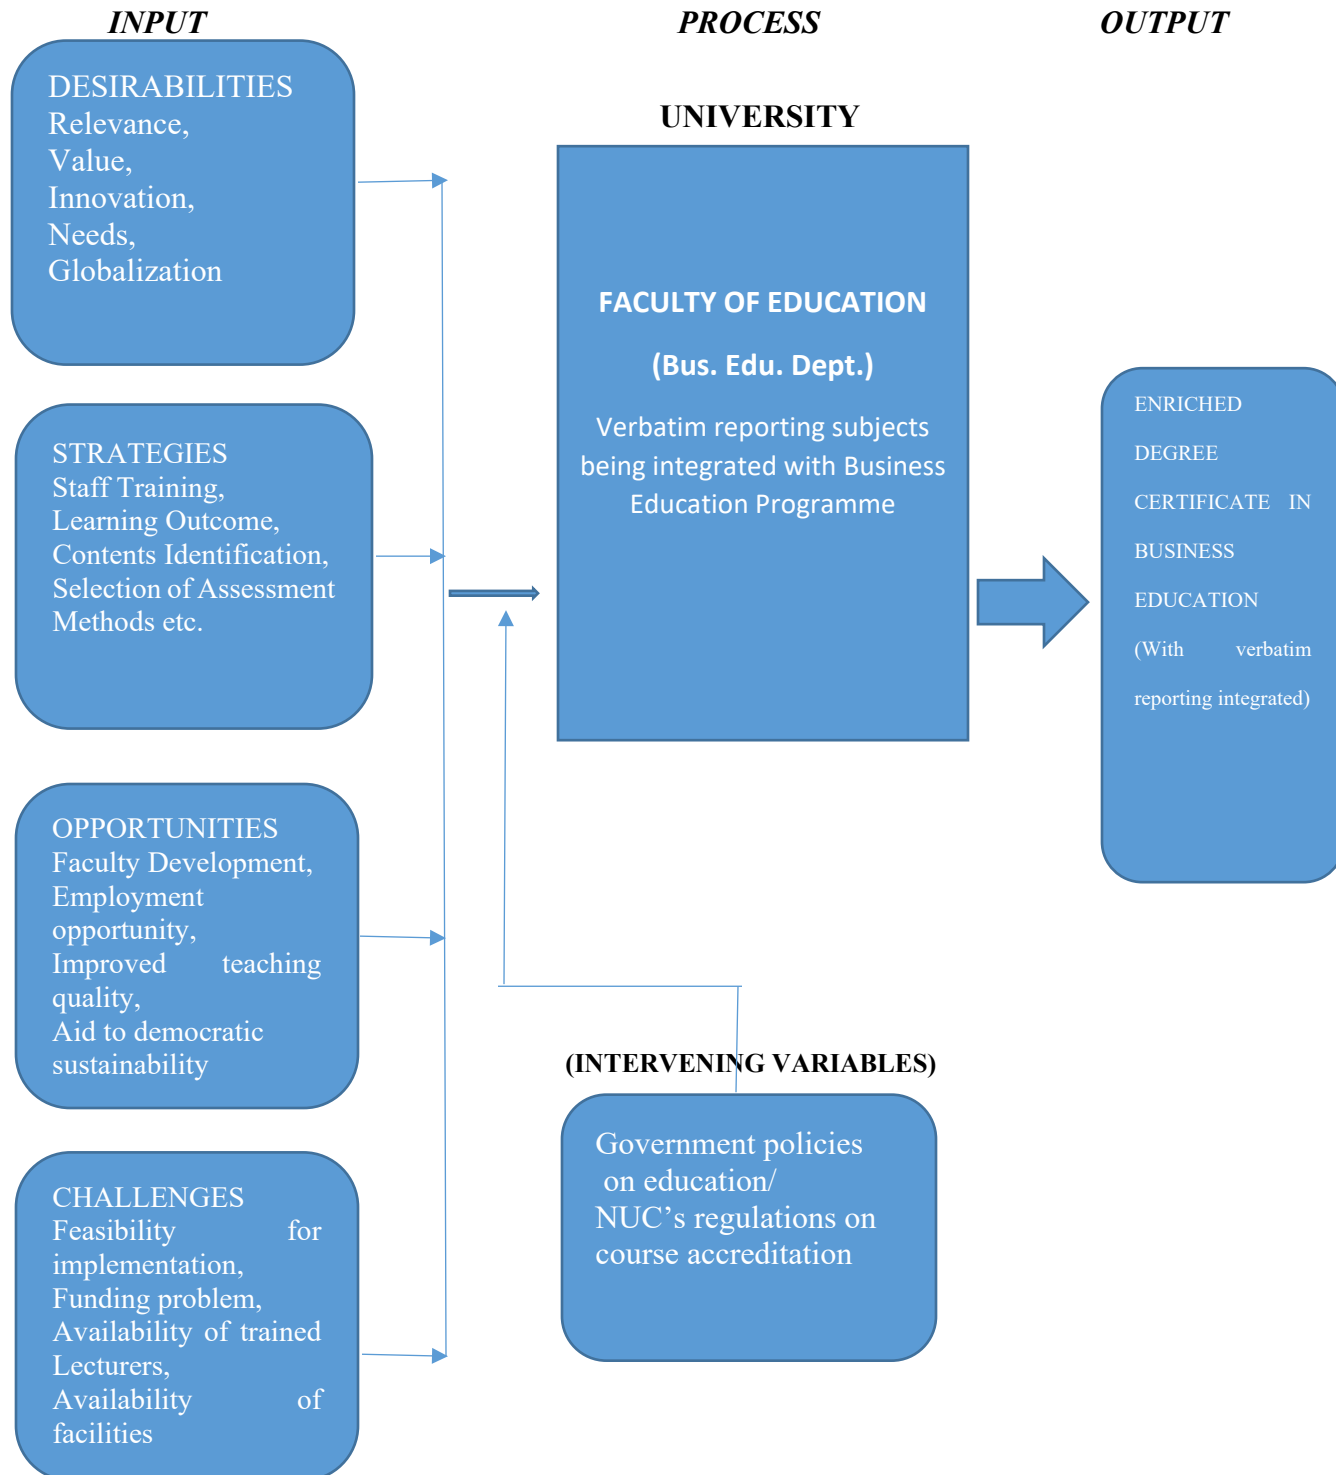 INPUT
PROCESS
OUTPUT
DESIRABILITIES
Relevance,
Value,
Innovation,
Needs,
Globalization
STRATEGIES
Staff Training,
Learning Outcome,
Contents Identification,
Selection of Assessment
Methods etc.
OPPORTUNITIES
Faculty Development,
Employment
opportunity,
Improved teaching
quality,
Aid to democratic
sustainability
CHALLENGES
Feasibility for
implementation,
Funding problem,
Availability of trained
Lecturers,
Availability of
facilities
UNIVERSITY
FACULTY OF EDUCATION
(Bus. Edu. Dept.)
Verbatim reporting subjects
being integrated with Business
Education Programme
(INTERVENING VARIABLES)
Government policies
on education/
NUC’s regulations on
course accreditation
ENRICHED
DEGREE
CERTIFICATE IN
BUSINESS
EDUCATION
(With verbatim
reporting integrated)